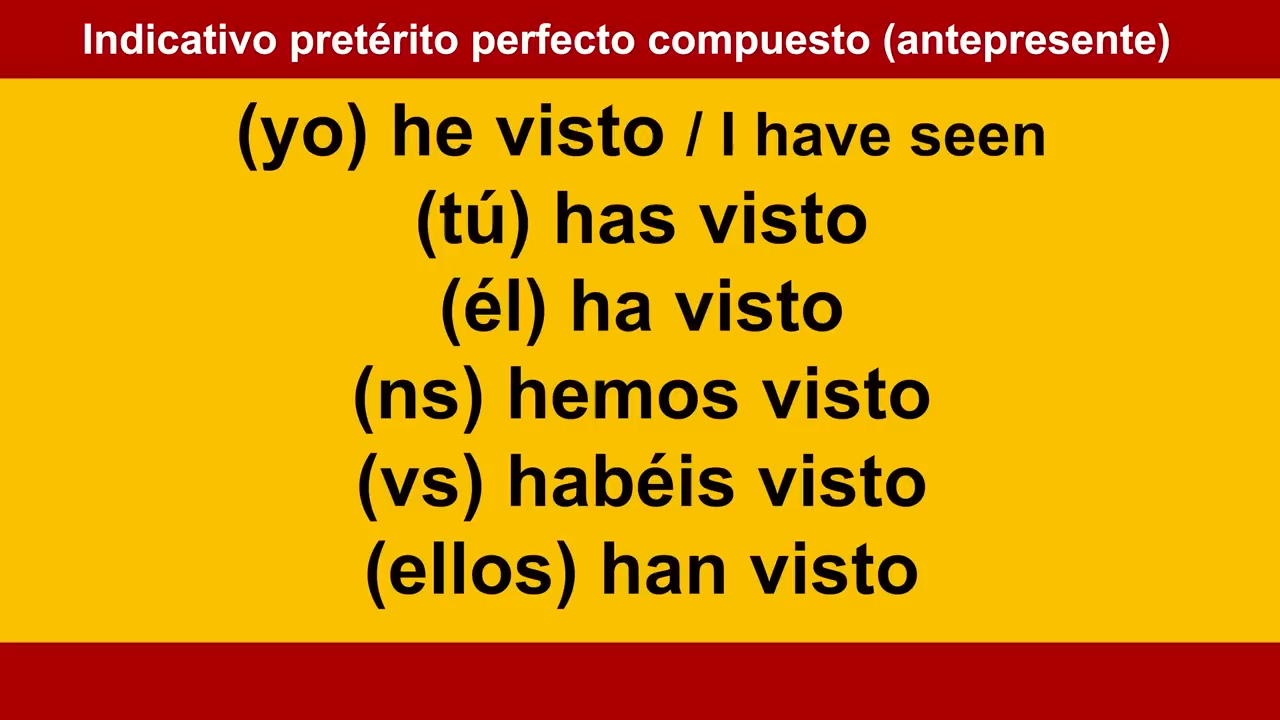 Indicativo pretérito perfecto compuesto (antepresente)
(yo) he visto / I have seen
(tú) has visto
(él) ha visto
(ns) hemos visto
(vs) habéis visto
(ellos) han visto